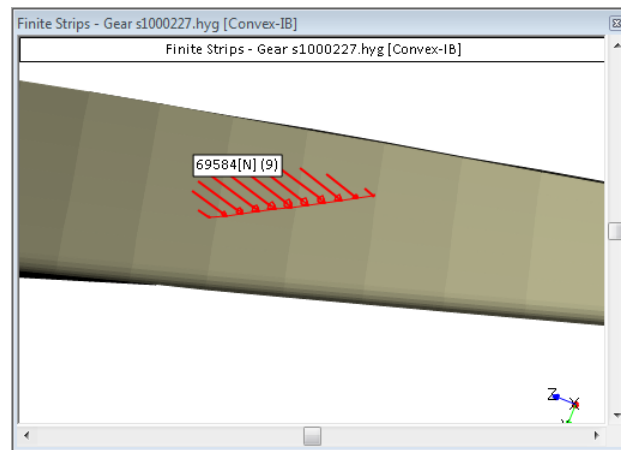 Finite Strips - Gear s1000227.hyg [Convex-IB]
Finite Strips - Gear s1000227.hyg [Convex-IB]
69584[N] (9)
Z
X